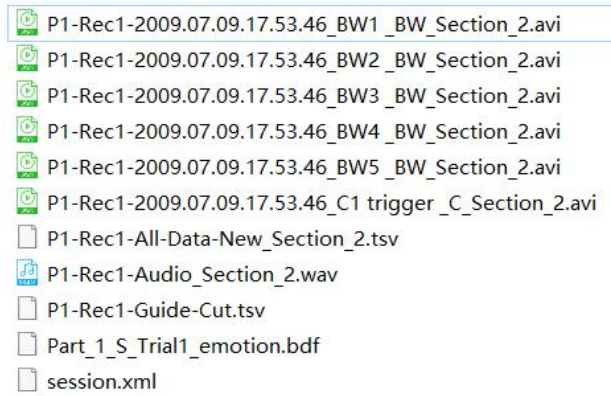 P1-Rec1-2009.07.09.17.53.46_BW1 _BW_Section_2.avi
P1-Rec1-2009.07.09.17.53.46_BW2 _BW_Section_2.avi
P1-Rec1-2009.07.09.17.53.46_BW3 _BW_Section_2.avi
P1-Rec1-2009.07.09.17.53.46_BW4 _BW_Section_2.avi
P1-Rec1-2009.07.09.17.53.46_BW5 _BW_Section_2.avi
P1-Rec1-2009.07.09.17.53.46_C1 trigger _C_Section_2.avi
P1-Rec1-All-Data-New_Section_2.tsv
P1-Rec1-Audio_Section_2.wav
P1-Rec1-Guide-Cut.tsv
Part_1_S_Trial1_emotion.bdf
session.xml